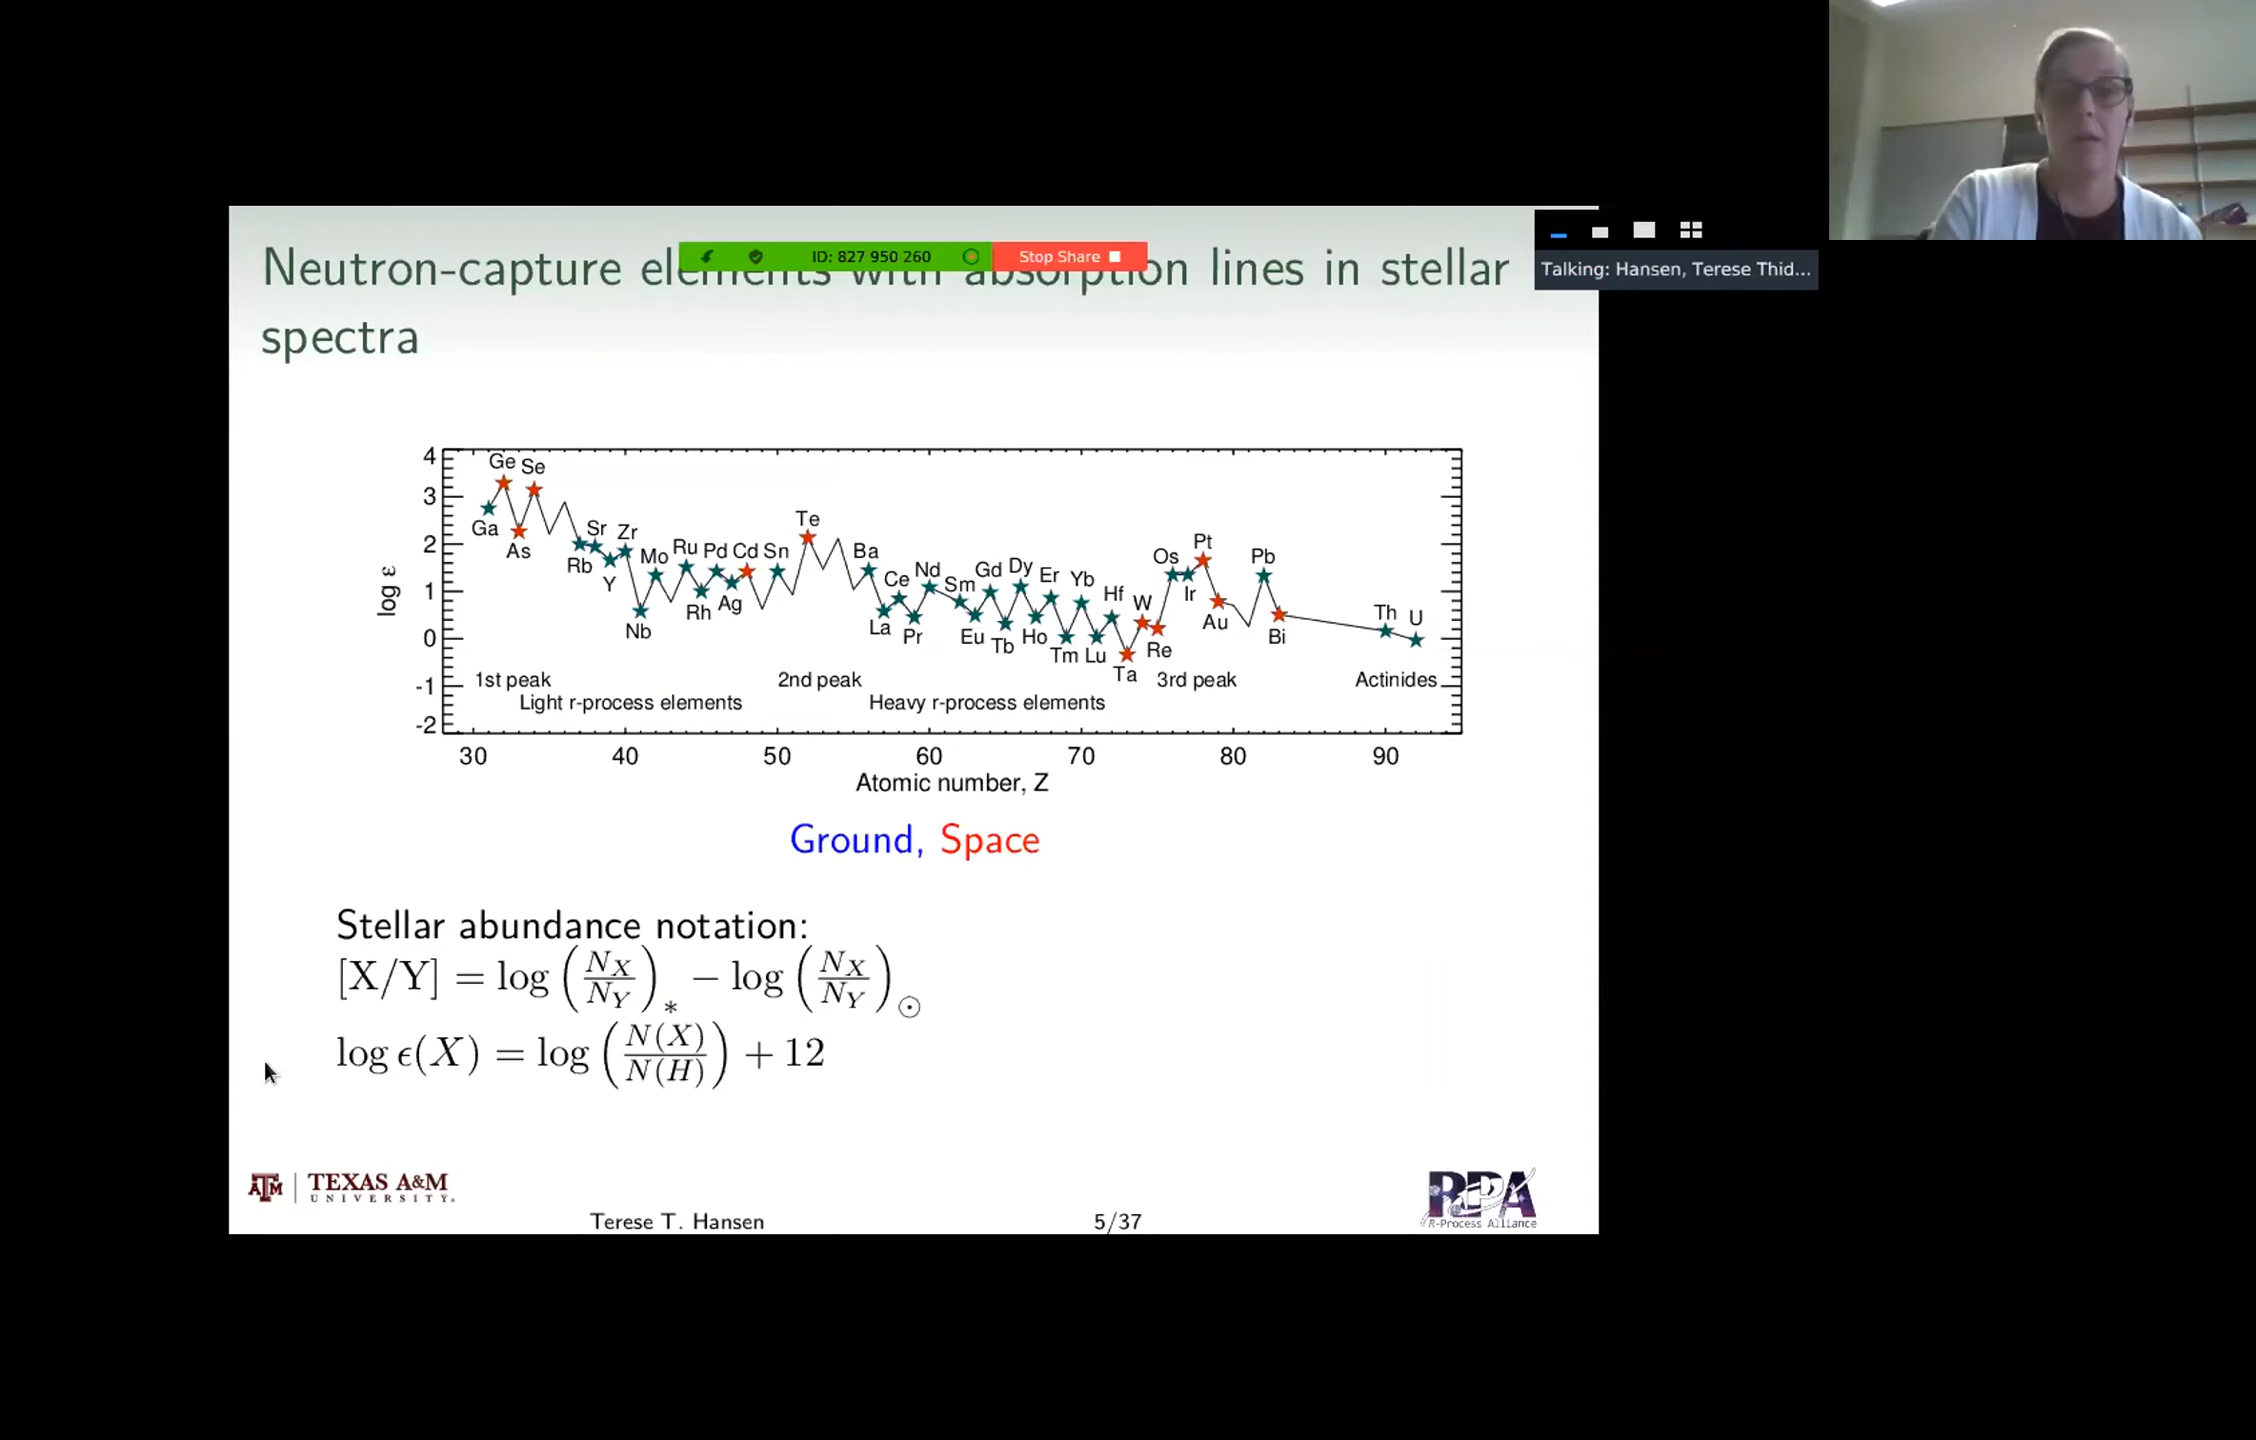 ID: 827 950 260
Stop Share
Talking: Hansen, Terese Thid...
Neutron-capture elements with absorption lines in stellar
spectra
4
3
2
1
0
-1
-2
log ε
Ge Se
Ga
As
Sr Zr
Rb
Y
Nb
Mo Ru Pd Cd Sn
Rh Ag
Te
Ba
La
Ce Nd
Pr
Sm Gd Dy Er Yb
Eu Tb Ho
Tm Lu
Hf W
Ta
Re
Os Pt
Ir
Au
Pb
Bi
Th U
1st peak
Light r-process elements
2nd peak
Heavy r-process elements
3rd peak
Actinides
30 40 50 60 70 80 90
Atomic number, Z
Ground, Space
Stellar abundance notation:
[X/Y] = log (N_X/N_Y)_* − log (N_X/N_Y)_⊙
log ϵ(X) = log (N(X)/N(H)) + 12
ATM | TEXAS A&M
UNIVERSITY.
Terese T. Hansen
5/37
RPA
R-Process Alliance